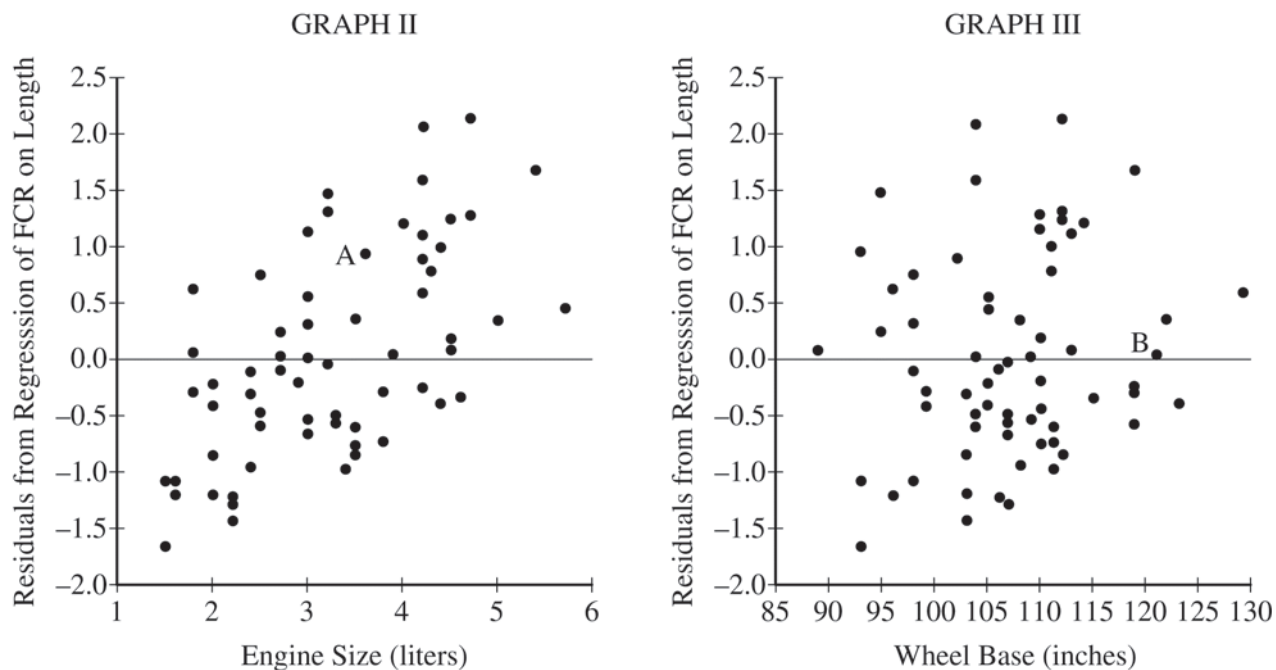 GRAPH II
Residuals from Regresssion of FCR on Length
2.5
2.0
1.5
1.0
0.5
0.0
–0.5
–1.0
–1.5
–2.0
A
1 2 3 4 5 6
Engine Size (liters)
GRAPH III
Residuals from Regresssion of FCR on Length
2.5
2.0
1.5
1.0
0.5
0.0
–0.5
–1.0
–1.5
–2.0
B
85 90 95 100 105 110 115 120 125 130
Wheel Base (inches)